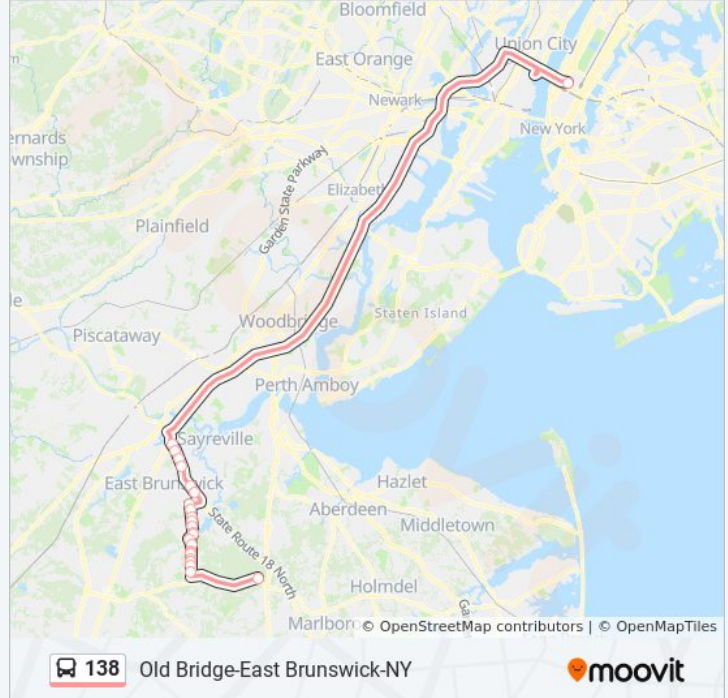 Bloomfield
Union City
East Orange
Newark
ernards
wnship
New York
Garden State Parkway
Elizabeth
Plainfield
le
Woodbridge
Staten Island
Piscataway
Perth Amboy
Sayreville
East Brunswick
Hazlet
Aberdeen
Middletown
State Route 18 North
Holmdel
Ga
Marlboro
© OpenStreetMap contributors | © OpenMapTiles
138 Old Bridge-East Brunswick-NY
moovit